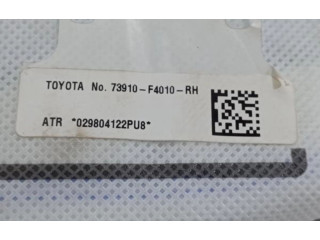 TOYOTA No. 73910-F4010-RH
ATR *029804122PU8*